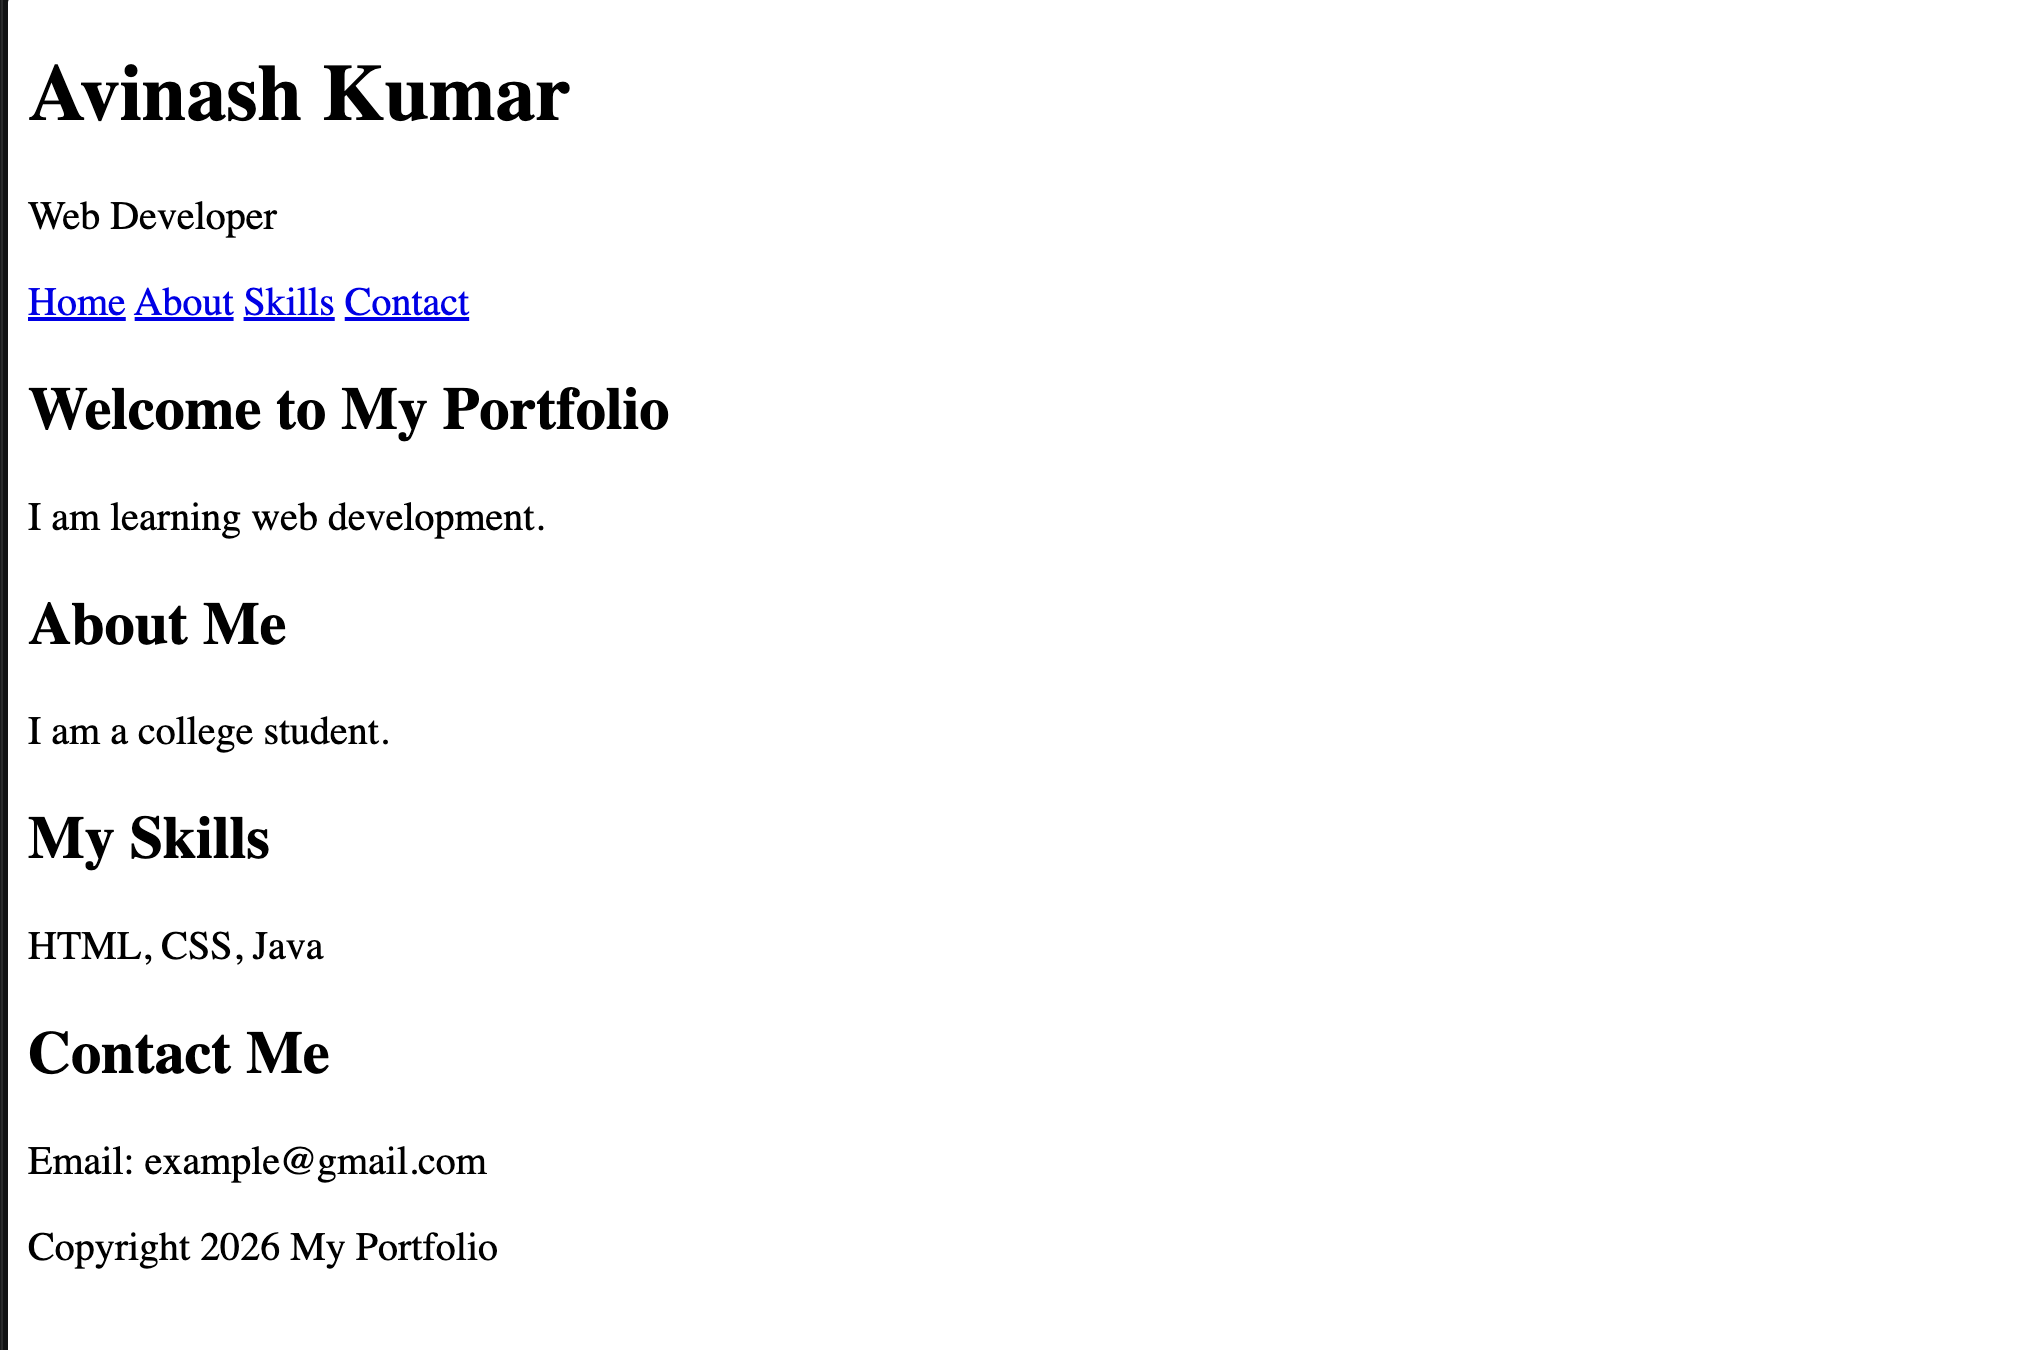 Avinash Kumar
Web Developer
Home About Skills Contact
Welcome to My Portfolio
I am learning web development.
About Me
I am a college student.
My Skills
HTML, CSS, Java
Contact Me
Email: example@gmail.com
Copyright 2026 My Portfolio